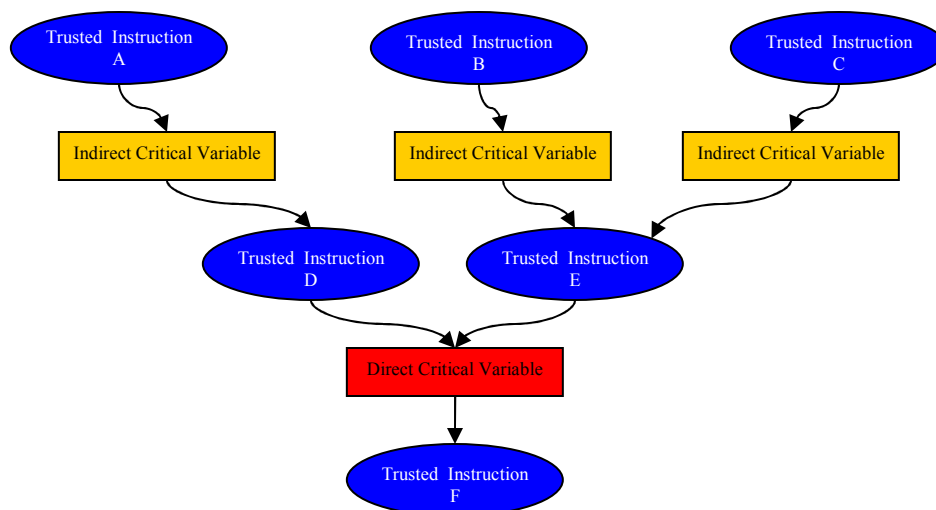 Trusted Instruction
A
Trusted Instruction
B
Trusted Instruction
C
Indirect Critical Variable
Indirect Critical Variable
Indirect Critical Variable
Trusted Instruction
D
Trusted Instruction
E
Direct Critical Variable
Trusted Instruction
F